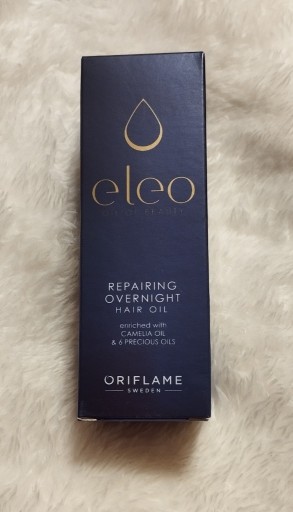 eleo
REPAIRING
OVERNIGHT
HAIR OIL
enriched with
CAMELIA OIL
& 6 PRECIOUS OILS
ORIFLAME
SWEDEN